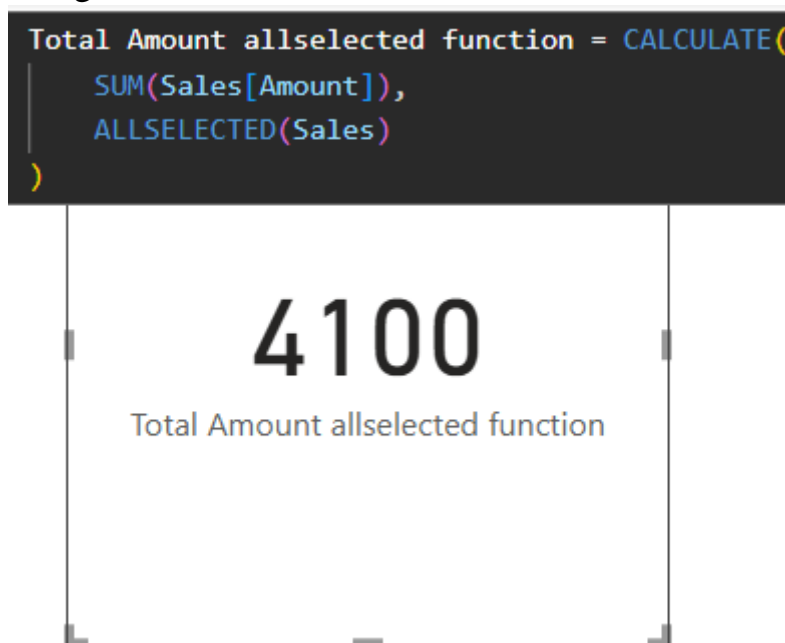 Total Amount allselected function = CALCULATE(
SUM(Sales[Amount]),
ALLSELECTED(Sales)
)
4100
Total Amount allselected function